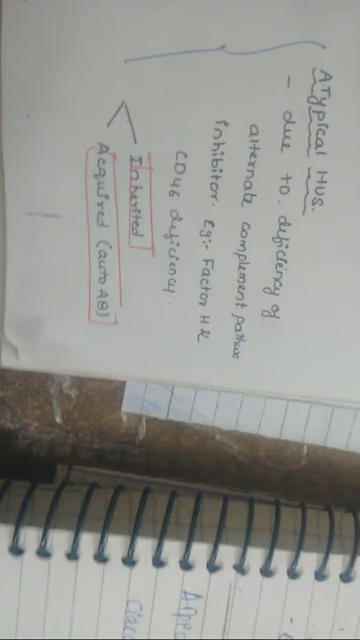 Atypical HUS.
- due to. deficiency of
alternate complement pathway
inhibitor. Eg:- Factor H &
CD46 deficiency.
Inherited
Acquired (auto AB)